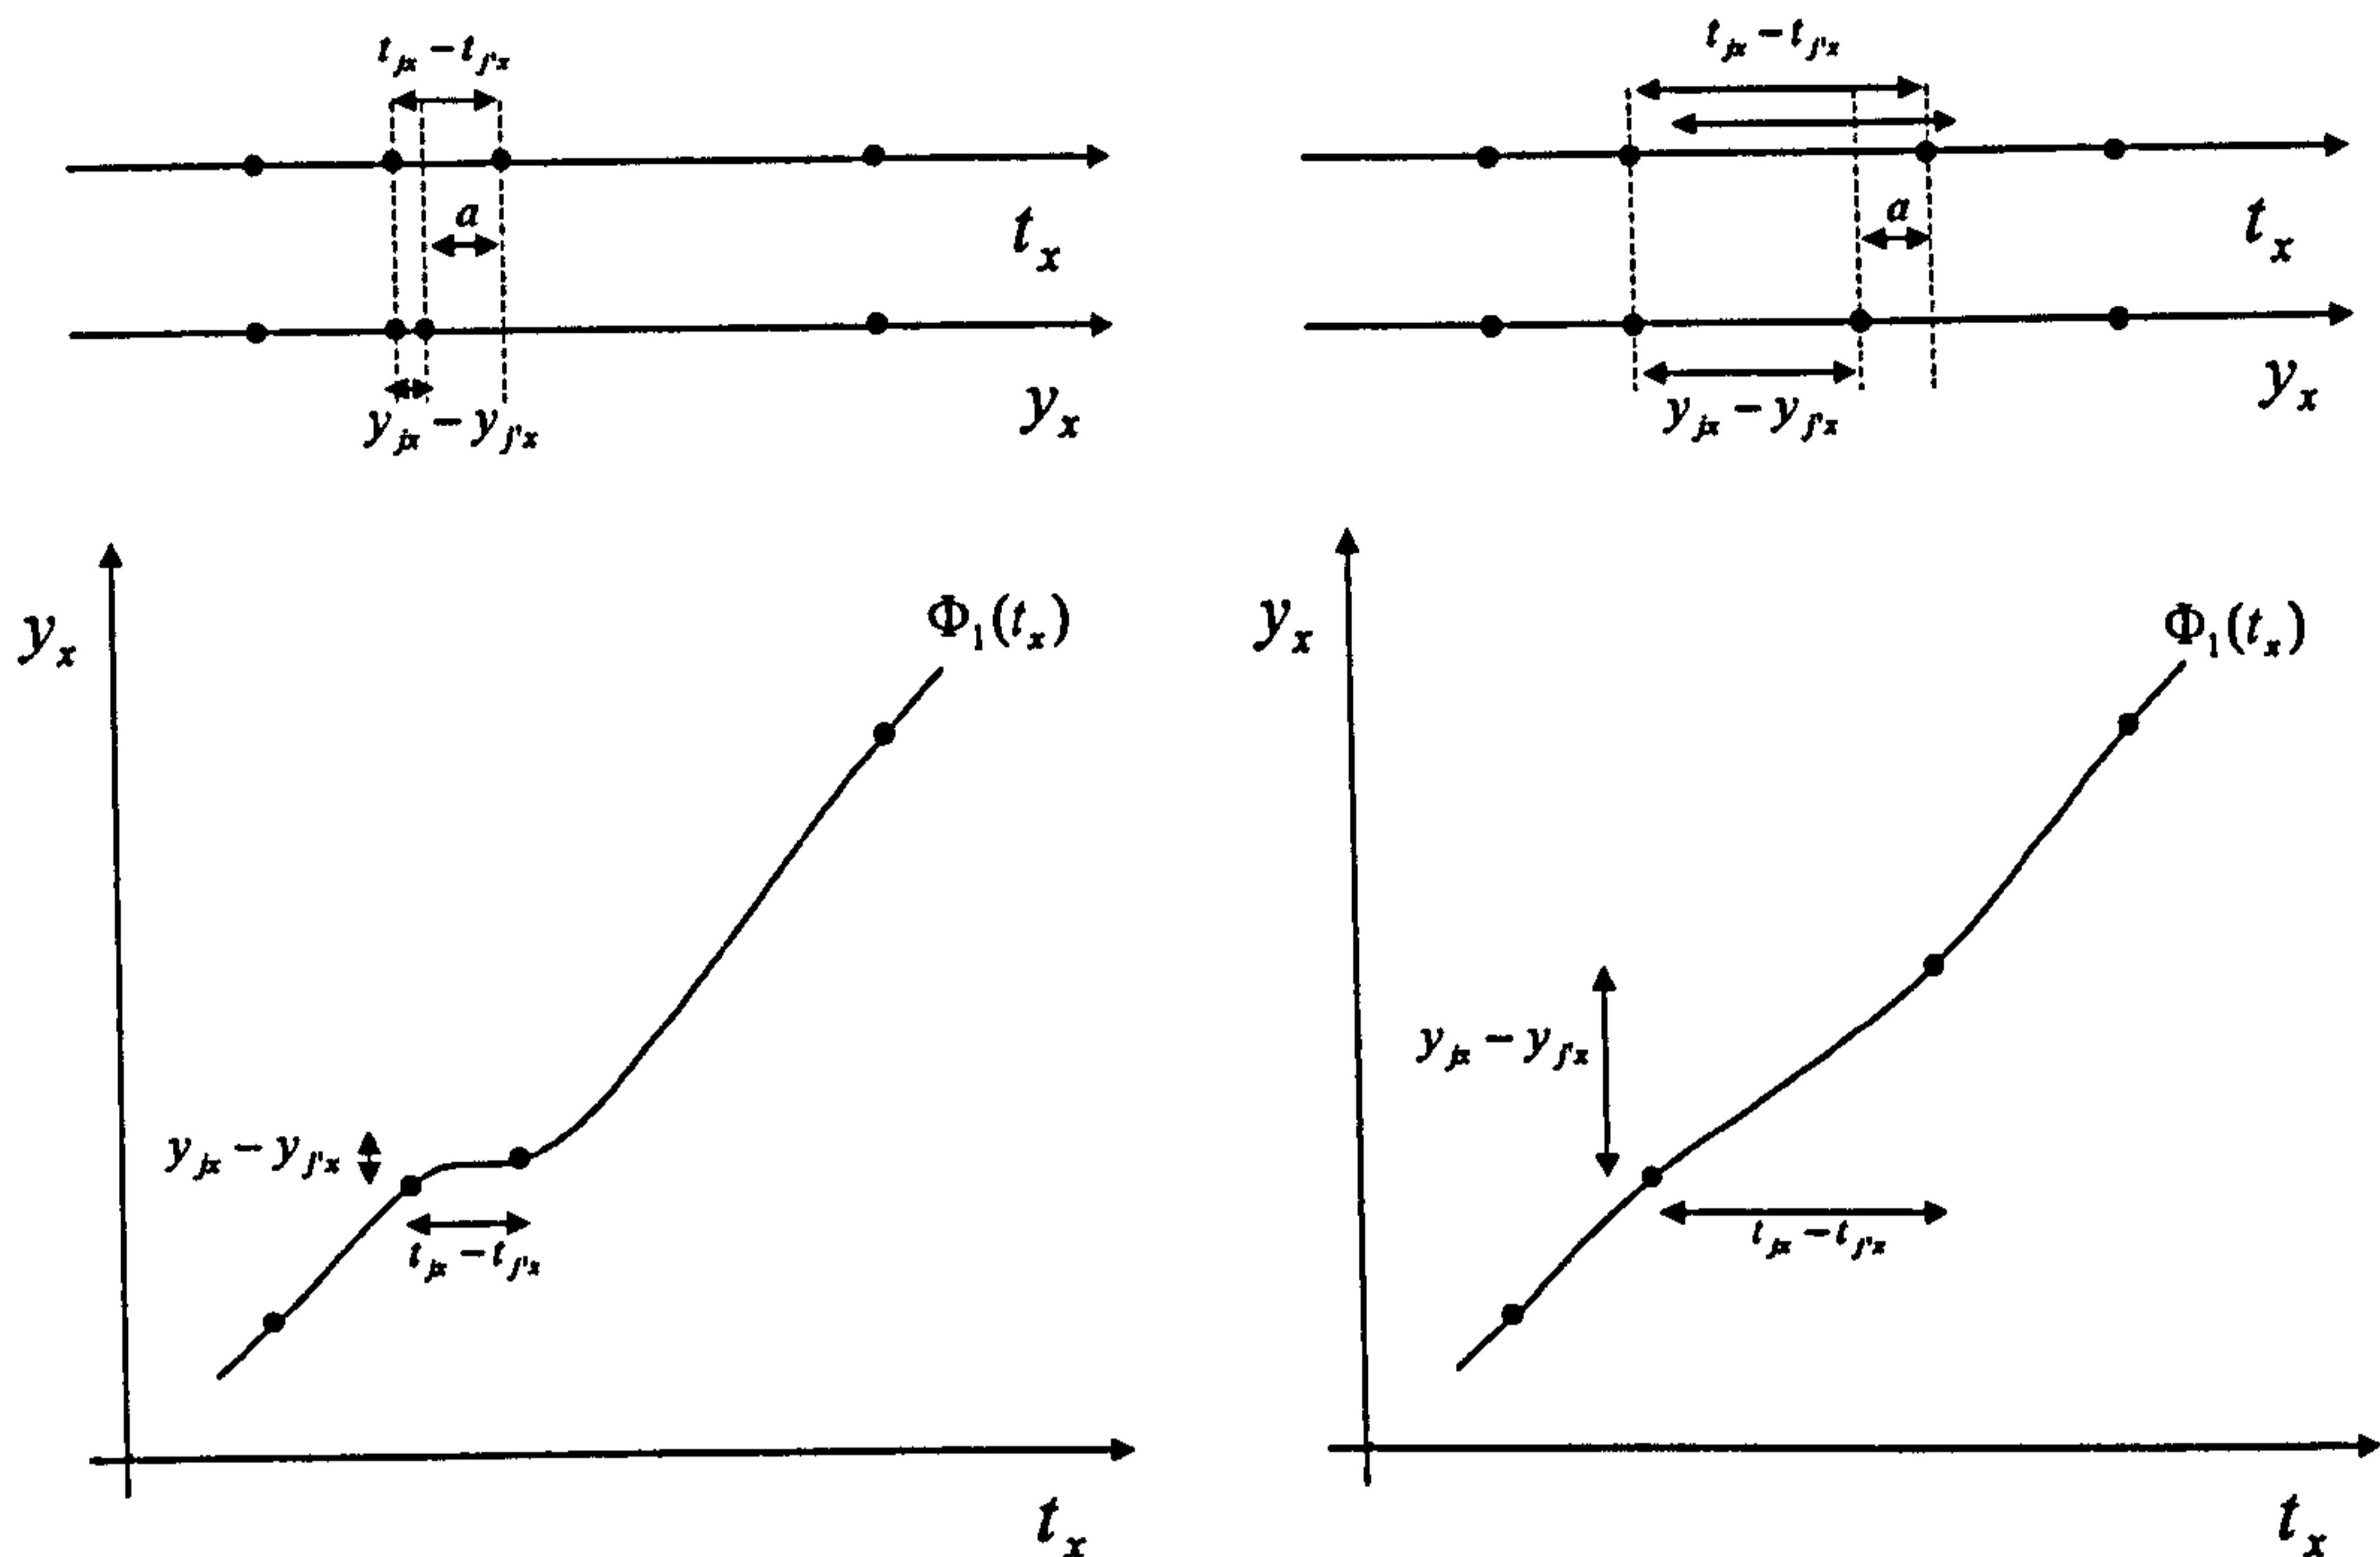 t_jx − t_j'x
a
t_x
y_x
y_jx − y_j'x
t_jx − t_j'x
a
t_x
y_x
y_jx − y_j'x
y_x
Φ_1(t_x)
y_jx − y_j'x
t_jx − t_j'x
t_x
y_x
Φ_1(t_x)
y_jx − y_j'x
t_jx − t_j'x
t_x